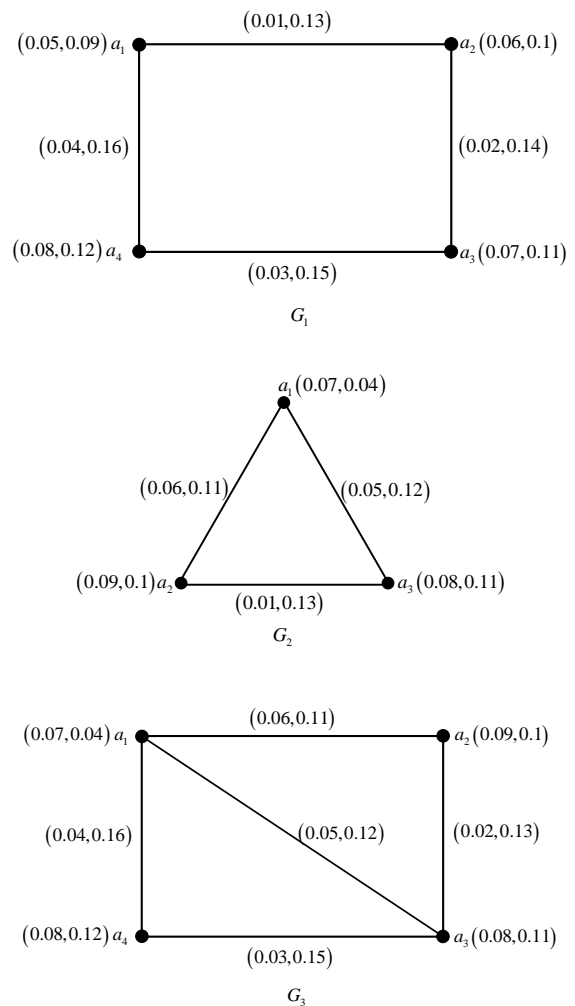 (0.01,0.13)
(0.05,0.09) a₁ a₂ (0.06,0.1)
(0.04,0.16) (0.02,0.14)
(0.08,0.12) a₄ a₃ (0.07,0.11)
(0.03,0.15)
G₁
a₁ (0.07,0.04)
(0.06,0.11) (0.05,0.12)
(0.09,0.1) a₂ a₃ (0.08,0.11)
(0.01,0.13)
G₂
(0.06,0.11)
(0.07,0.04) a₁ a₂ (0.09,0.1)
(0.04,0.16) (0.05,0.12) (0.02,0.13)
(0.08,0.12) a₄ a₃ (0.08,0.11)
(0.03,0.15)
G₃